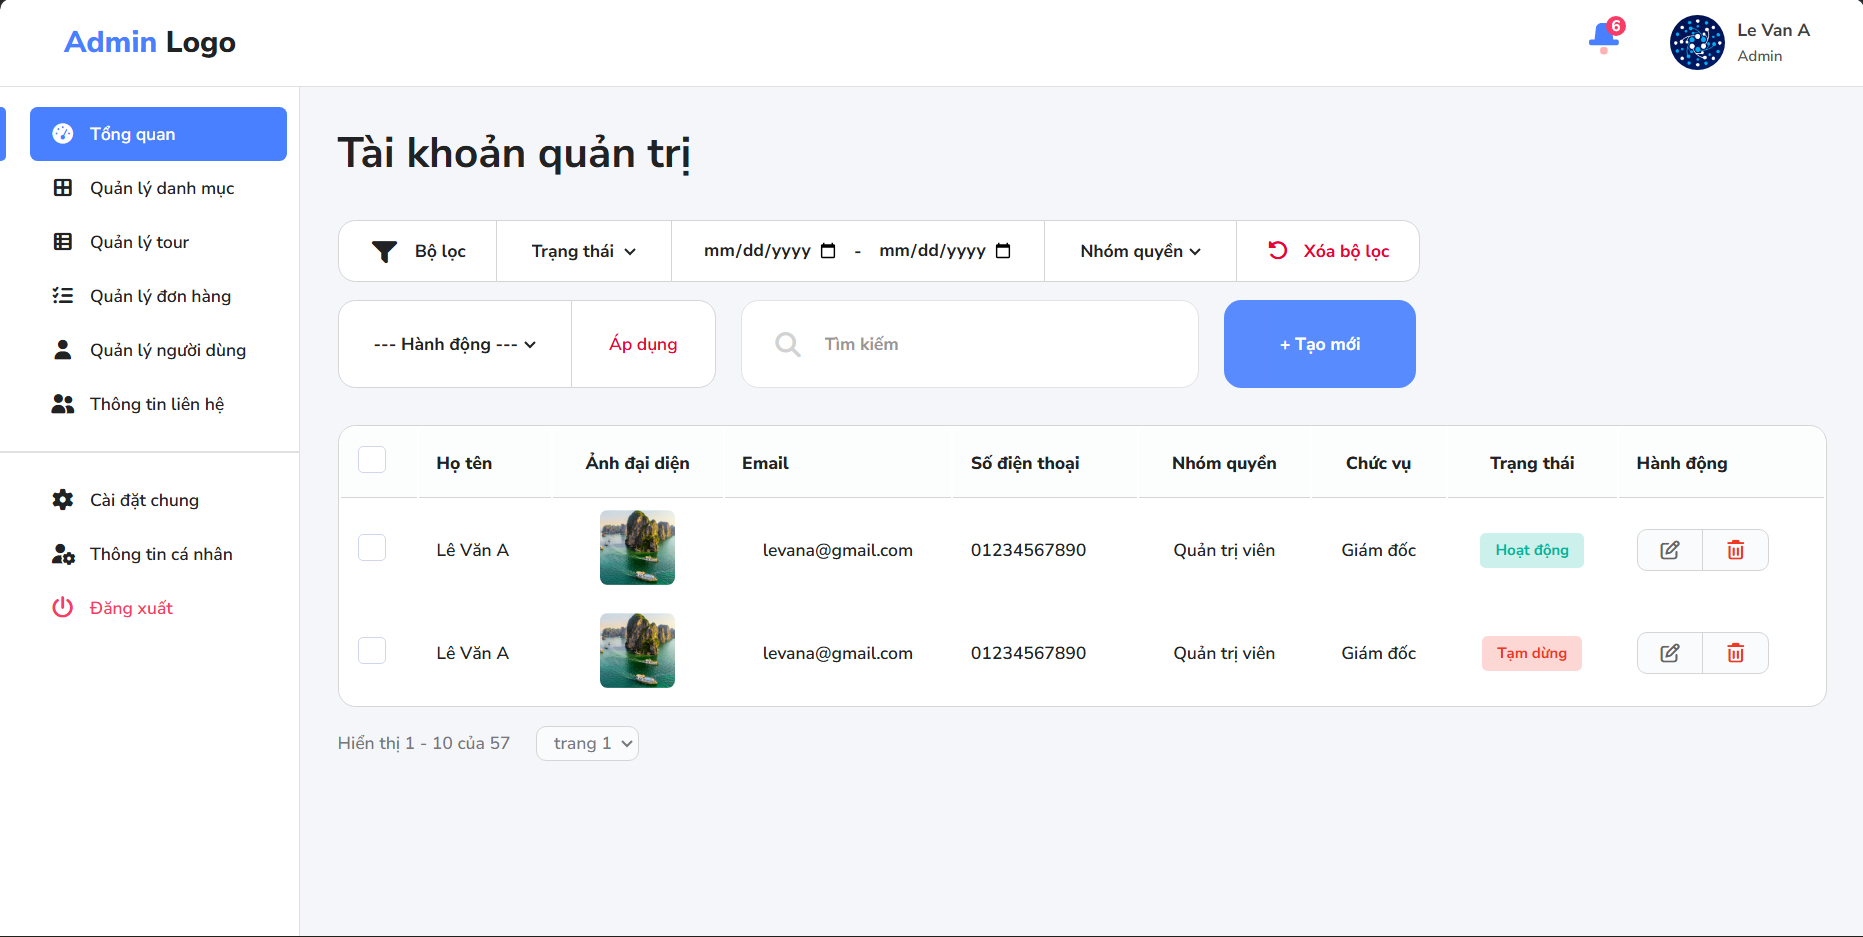 Admin Logo
6
Le Van A
Admin
Tổng quan
Quản lý danh mục
Quản lý tour
Quản lý đơn hàng
Quản lý người dùng
Thông tin liên hệ
Cài đặt chung
Thông tin cá nhân
Đăng xuất
Tài khoản quản trị
Bộ lọc Trạng thái mm/dd/yyyy - mm/dd/yyyy Nhóm quyền Xóa bộ lọc
--- Hành động --- Áp dụng Tìm kiếm + Tạo mới
Họ tên Ảnh đại diện Email Số điện thoại Nhóm quyền Chức vụ Trạng thái Hành động
Lê Văn A levana@gmail.com 01234567890 Quản trị viên Giám đốc Hoạt động
Lê Văn A levana@gmail.com 01234567890 Quản trị viên Giám đốc Tạm dừng
Hiển thị 1 - 10 của 57 trang 1